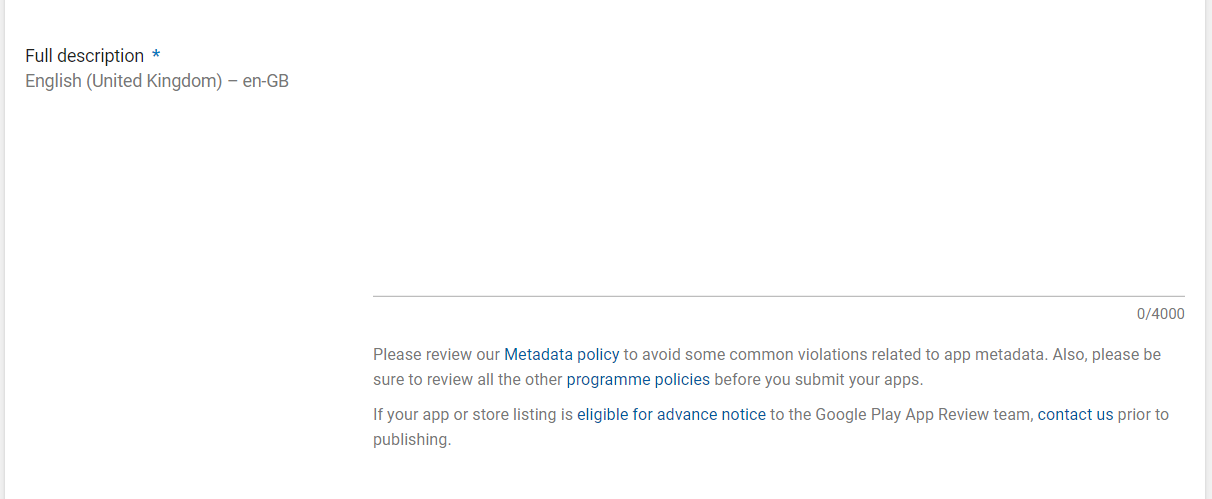 Full description *
English (United Kingdom) – en-GB
0/4000
Please review our Metadata policy to avoid some common violations related to app metadata. Also, please be
sure to review all the other programme policies before you submit your apps.
If your app or store listing is eligible for advance notice to the Google Play App Review team, contact us prior to
publishing.